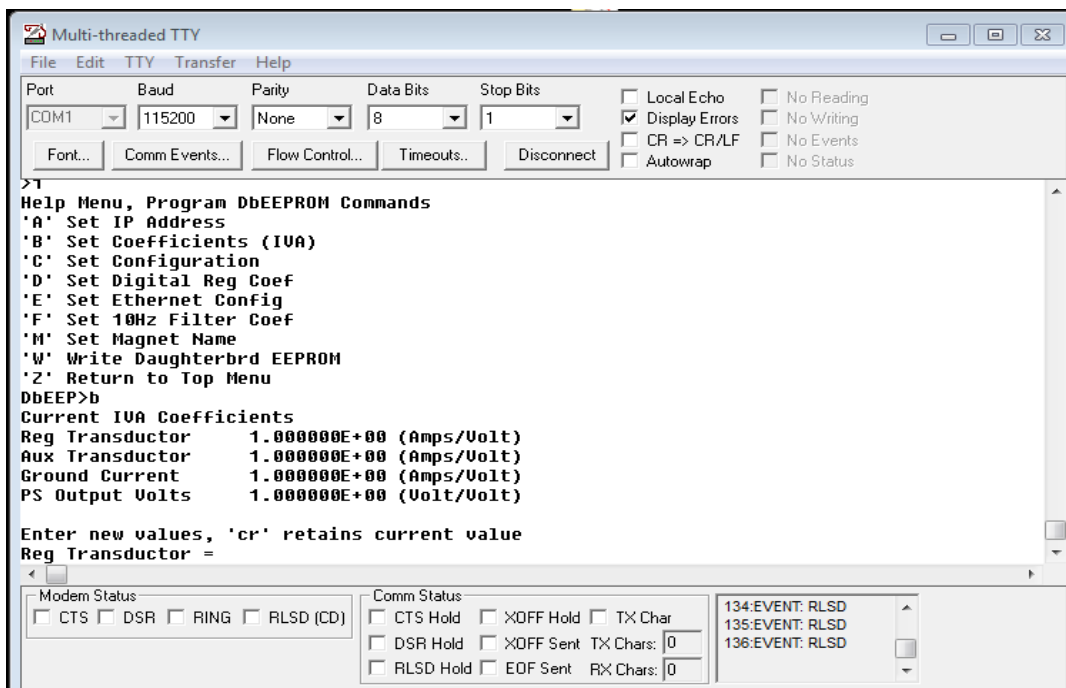 Multi-threaded TTY
File Edit TTY Transfer Help
Port Baud Parity Data Bits Stop Bits
COM1 115200 None 8 1
Font... Comm Events... Flow Control... Timeouts.. Disconnect
Local Echo No Reading
Display Errors No Writing
CR => CR/LF No Events
Autowrap No Status
Help Menu, Program DbEEPROM Commands
'A' Set IP Address
'B' Set Coefficients (IVA)
'C' Set Configuration
'D' Set Digital Reg Coef
'E' Set Ethernet Config
'F' Set 10Hz Filter Coef
'M' Set Magnet Name
'W' Write Daughterbrd EEPROM
'Z' Return to Top Menu
DbEEP>b
Current IVA Coefficients
Reg Transductor 1.000000E+00 (Amps/Volt)
Aux Transductor 1.000000E+00 (Amps/Volt)
Ground Current 1.000000E+00 (Amps/Volt)
PS Output Volts 1.000000E+00 (Volt/Volt)
Enter new values, 'cr' retains current value
Reg Transductor =
Modem Status
CTS DSR RING RLSD (CD)
Comm Status
CTS Hold XOFF Hold TX Char
DSR Hold XOFF Sent TX Chars: 0
RLSD Hold EOF Sent RX Chars: 0
134:EVENT: RLSD
135:EVENT: RLSD
136:EVENT: RLSD